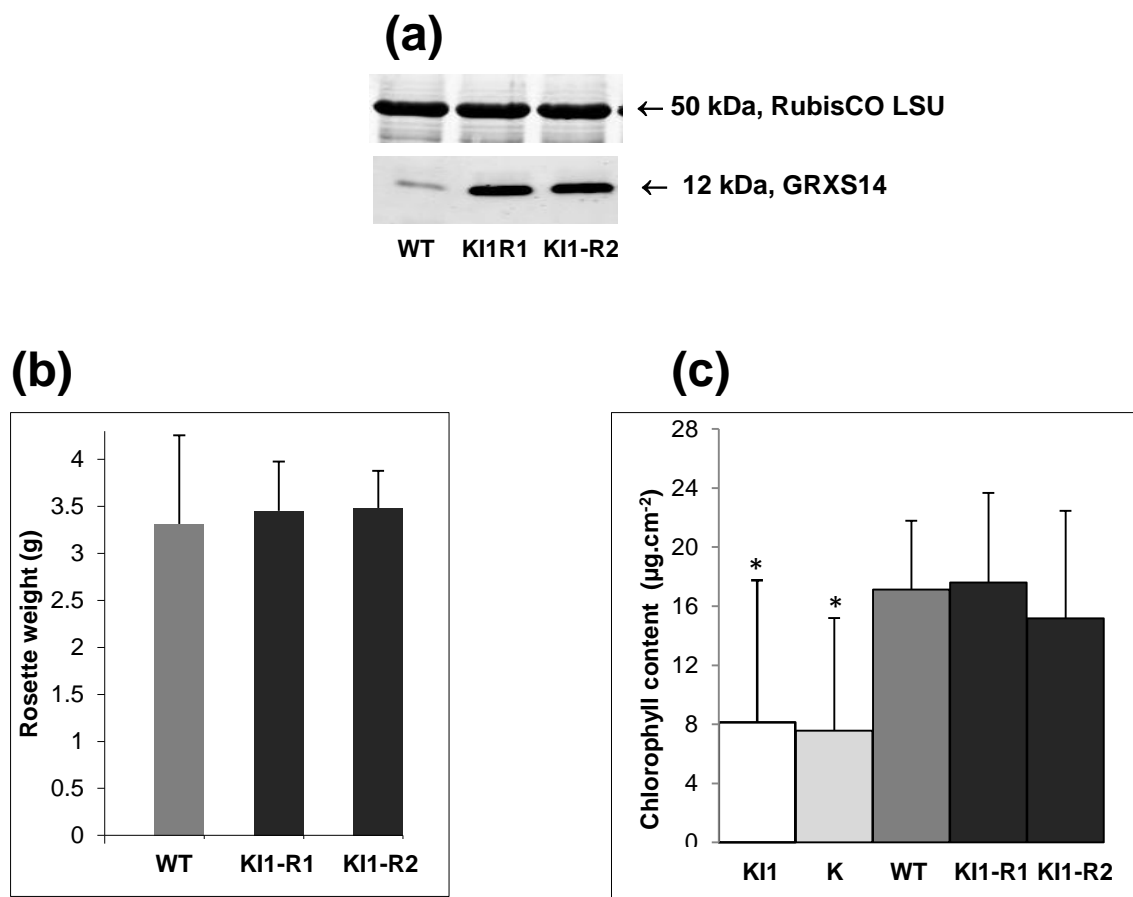 (a)
← 50 kDa, RubisCO LSU
← 12 kDa, GRXS14
WT KI1R1 KI1-R2
(b)
Rosette weight (g)
4
3.5
3
2.5
2
1.5
1
0.5
0
WT KI1-R1 KI1-R2
(c)
Chlorophyll content (µg.cm-2)
28
24
20
16
12
8
4
0
*
*
KI1 K WT KI1-R1 KI1-R2